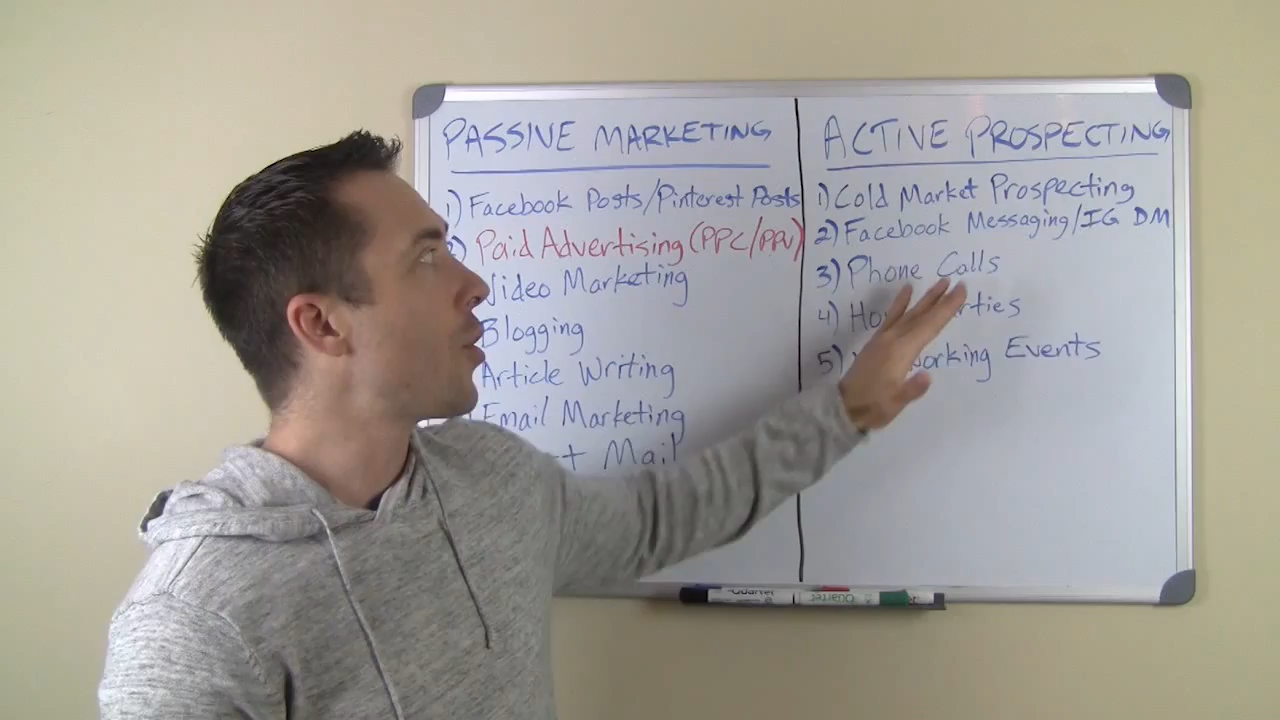 PASSIVE MARKETING
1) Facebook Posts/Pinterest Posts
Paid Advertising (PPC/PPV)
Video Marketing
Blogging
Article Writing
Email Marketing
Mail
ACTIVE PROSPECTING
1) Cold Market Prospecting
2) Facebook Messaging/IG DM
3) Phone Calls
4)
5) Events
Quartet